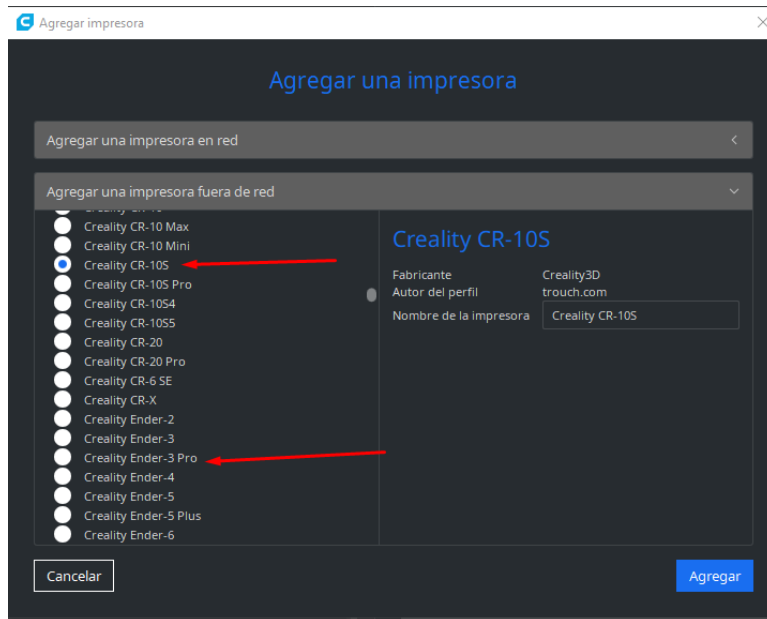 Agregar impresora
Agregar una impresora
Agregar una impresora en red
Agregar una impresora fuera de red
Creality CR-10 Max
Creality CR-10 Mini
Creality CR-10S
Creality CR-10S Pro
Creality CR-10S4
Creality CR-10S5
Creality CR-20
Creality CR-20 Pro
Creality CR-6 SE
Creality CR-X
Creality Ender-2
Creality Ender-3
Creality Ender-3 Pro
Creality Ender-4
Creality Ender-5
Creality Ender-5 Plus
Creality Ender-6
Creality CR-10S
Fabricante Creality3D
Autor del perfil trouch.com
Nombre de la impresora Creality CR-10S
Cancelar
Agregar